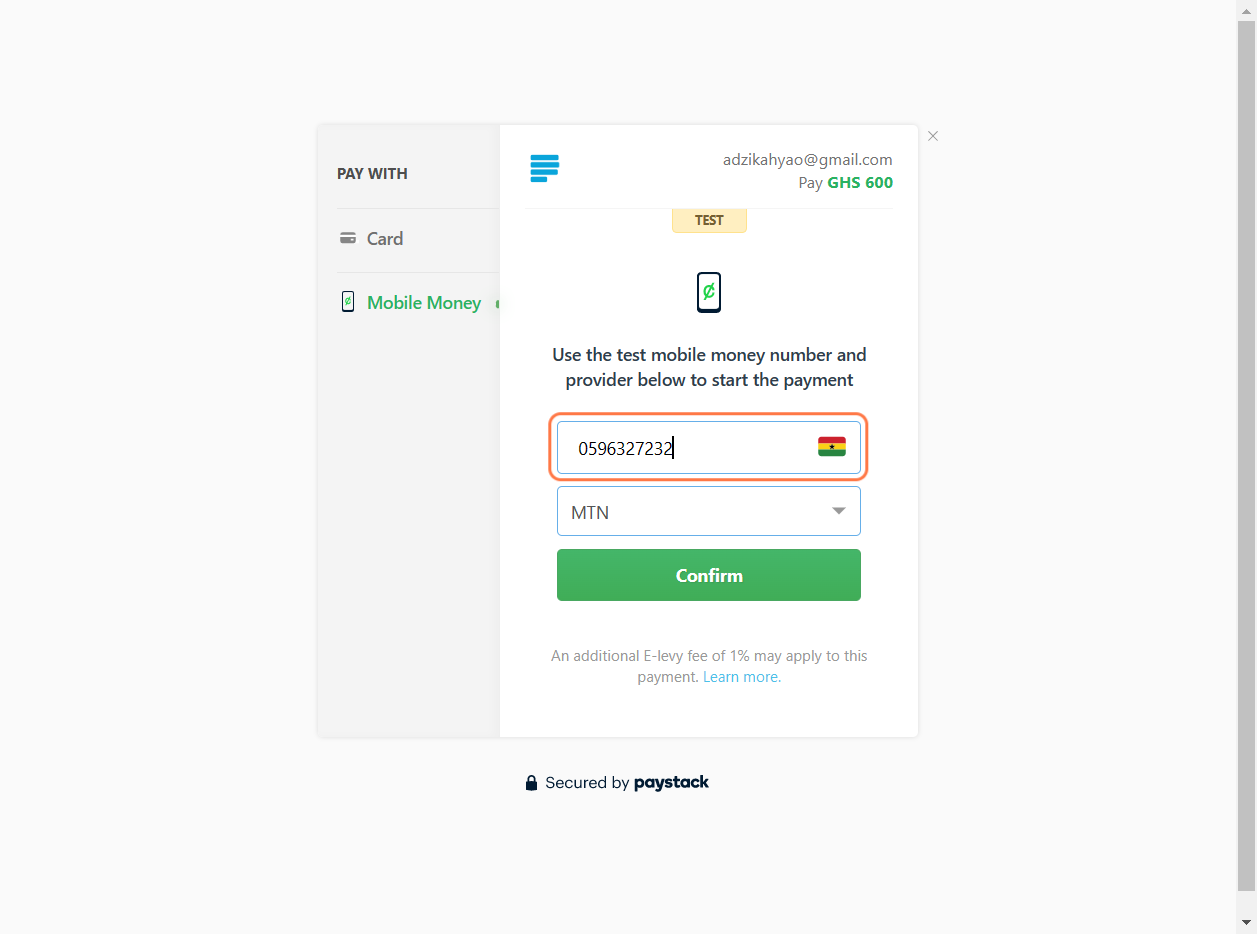 PAY WITH
Card
Mobile Money
adzikahyao@gmail.com
Pay GHS 600
TEST
Use the test mobile money number and
provider below to start the payment
0596327232
MTN
Confirm
An additional E-levy fee of 1% may apply to this
payment. Learn more.
Secured by paystack